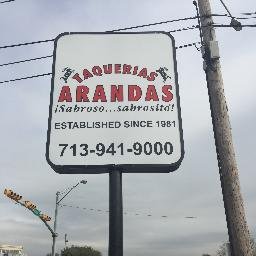 TAQUERIAS
ARANDAS
¡Sabroso...sabrosito!
ESTABLISHED SINCE 1981
713-941-9000